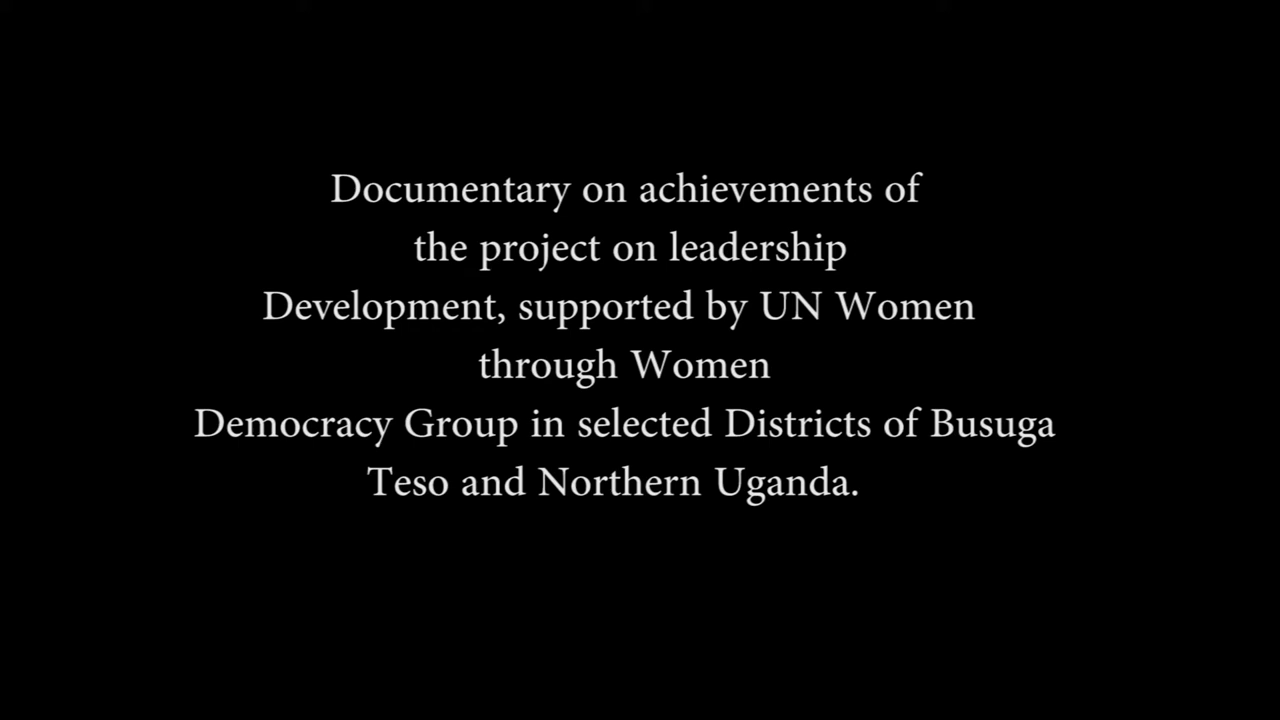 Documentary on achievements of
the project on leadership
Development, supported by UN Women
through Women
Democracy Group in selected Districts of Busuga
Teso and Northern Uganda.